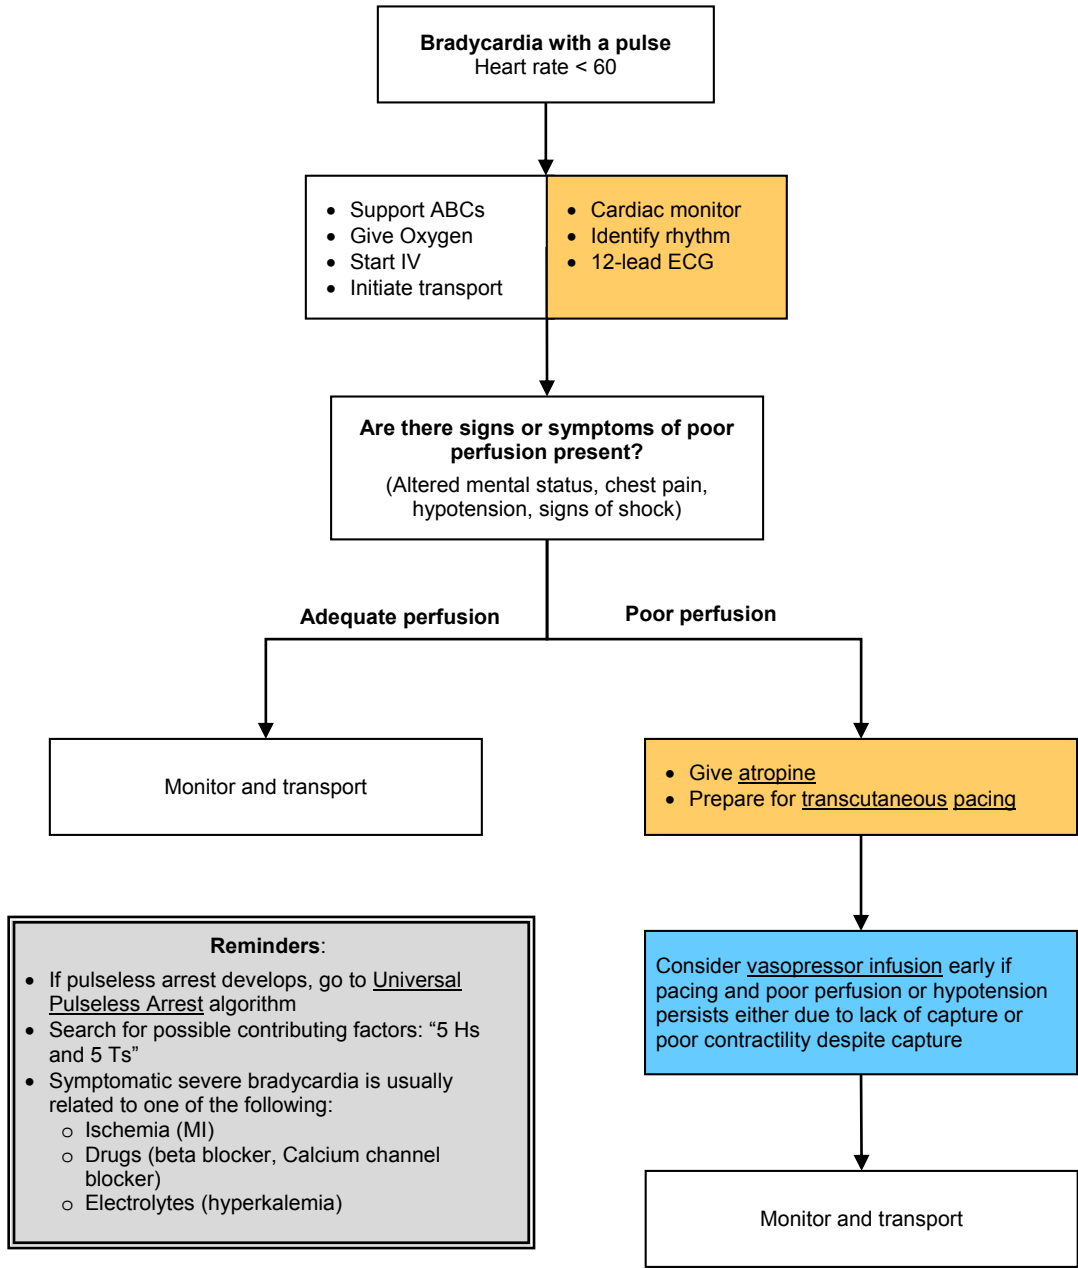 Bradycardia with a pulse
Heart rate < 60
• Support ABCs
• Give Oxygen
• Start IV
• Initiate transport
• Cardiac monitor
• Identify rhythm
• 12-lead ECG
Are there signs or symptoms of poor
perfusion present?
(Altered mental status, chest pain,
hypotension, signs of shock)
Adequate perfusion
Poor perfusion
Monitor and transport
• Give atropine
• Prepare for transcutaneous pacing
Consider vasopressor infusion early if
pacing and poor perfusion or hypotension
persists either due to lack of capture or
poor contractility despite capture
Monitor and transport
Reminders:
• If pulseless arrest develops, go to Universal
Pulseless Arrest algorithm
• Search for possible contributing factors: “5 Hs
and 5 Ts”
• Symptomatic severe bradycardia is usually
related to one of the following:
o Ischemia (MI)
o Drugs (beta blocker, Calcium channel
blocker)
o Electrolytes (hyperkalemia)